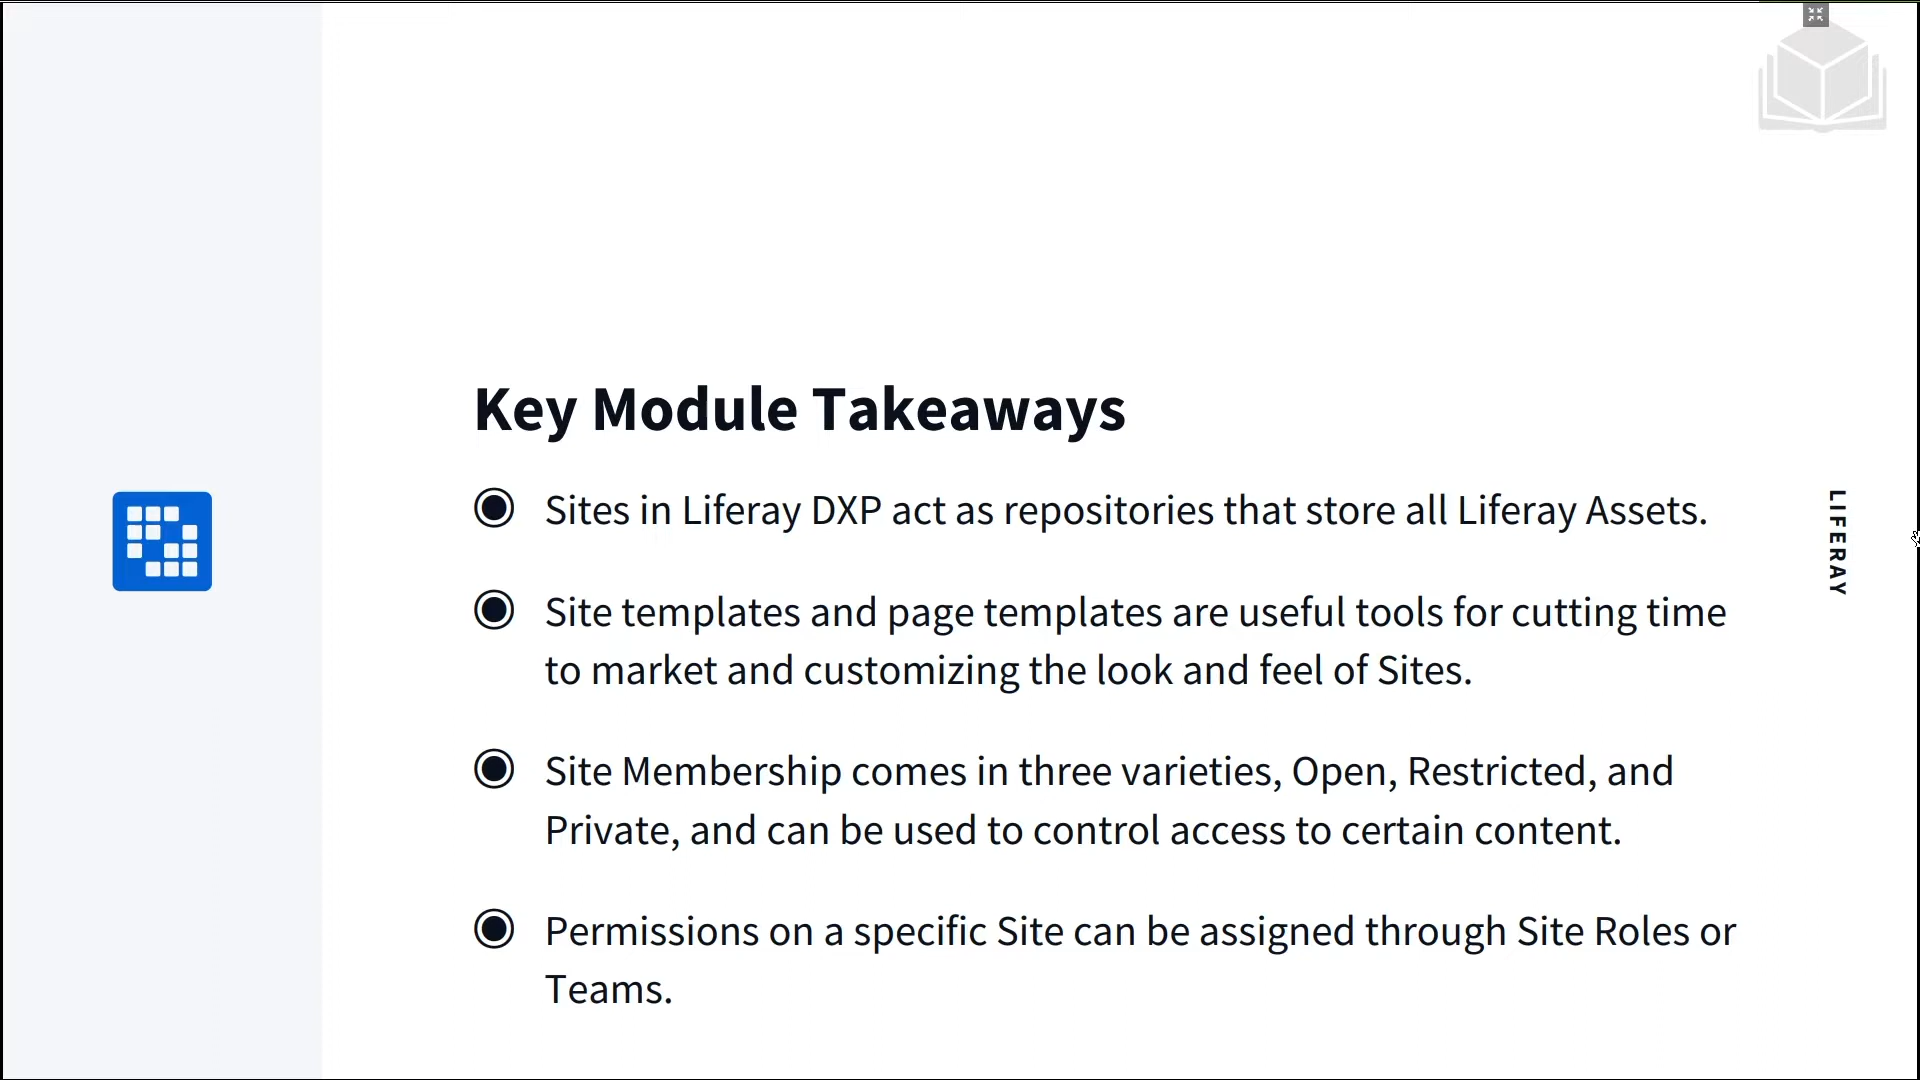 Key Module Takeaways
Sites in Liferay DXP act as repositories that store all Liferay Assets.
Site templates and page templates are useful tools for cutting time
to market and customizing the look and feel of Sites.
Site Membership comes in three varieties, Open, Restricted, and
Private, and can be used to control access to certain content.
Permissions on a specific Site can be assigned through Site Roles or
Teams.
LIFERAY